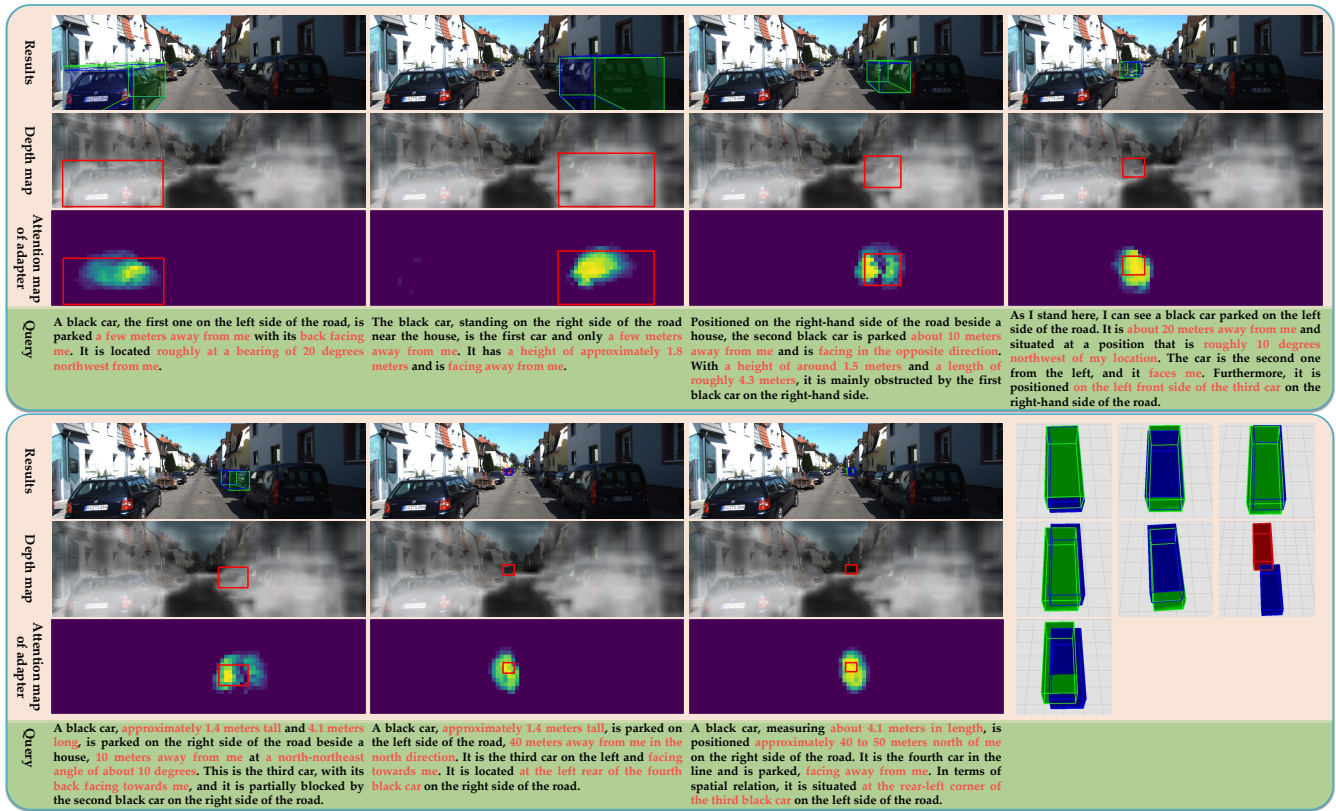 Results
Depth map
Attention map
of adapter
Query
A black car, the first one on the left side of the road, is
parked a few meters away from me with its back facing
me. It is located roughly at a bearing of 20 degrees
northwest from me.
The black car, standing on the right side of the road
near the house, is the first car and only a few meters
away from me. It has a height of approximately 1.8
meters and is facing away from me.
Positioned on the right-hand side of the road beside a
house, the second black car is parked about 10 meters
away from me and is facing in the opposite direction.
With a height of around 1.5 meters and a length of
roughly 4.3 meters, it is mainly obstructed by the first
black car on the right-hand side.
As I stand here, I can see a black car parked on the left
side of the road. It is about 20 meters away from me and
situated at a position that is roughly 10 degrees
northwest of my location. The car is the second one
from the left, and it faces me. Furthermore, it is
positioned on the left front side of the third car on the
right-hand side of the road.
Results
Depth map
Attention map
of adapter
Query
A black car, approximately 1.4 meters tall and 4.1 meters
long, is parked on the right side of the road beside a
house, 10 meters away from me at a north-northeast
angle of about 10 degrees. This is the third car, with its
back facing towards me, and it is partially blocked by
the second black car on the right side of the road.
A black car, approximately 1.4 meters tall, is parked on
the left side of the road, 40 meters away from me in the
north direction. It is the third car on the left and facing
towards me. It is located at the left rear of the fourth
black car on the right side of the road.
A black car, measuring about 4.1 meters in length, is
positioned approximately 40 to 50 meters north of me
on the right side of the road. It is the fourth car in the
line and is parked, facing away from me. In terms of
spatial relation, it is situated at the rear-left corner of
the third black car on the left side of the road.